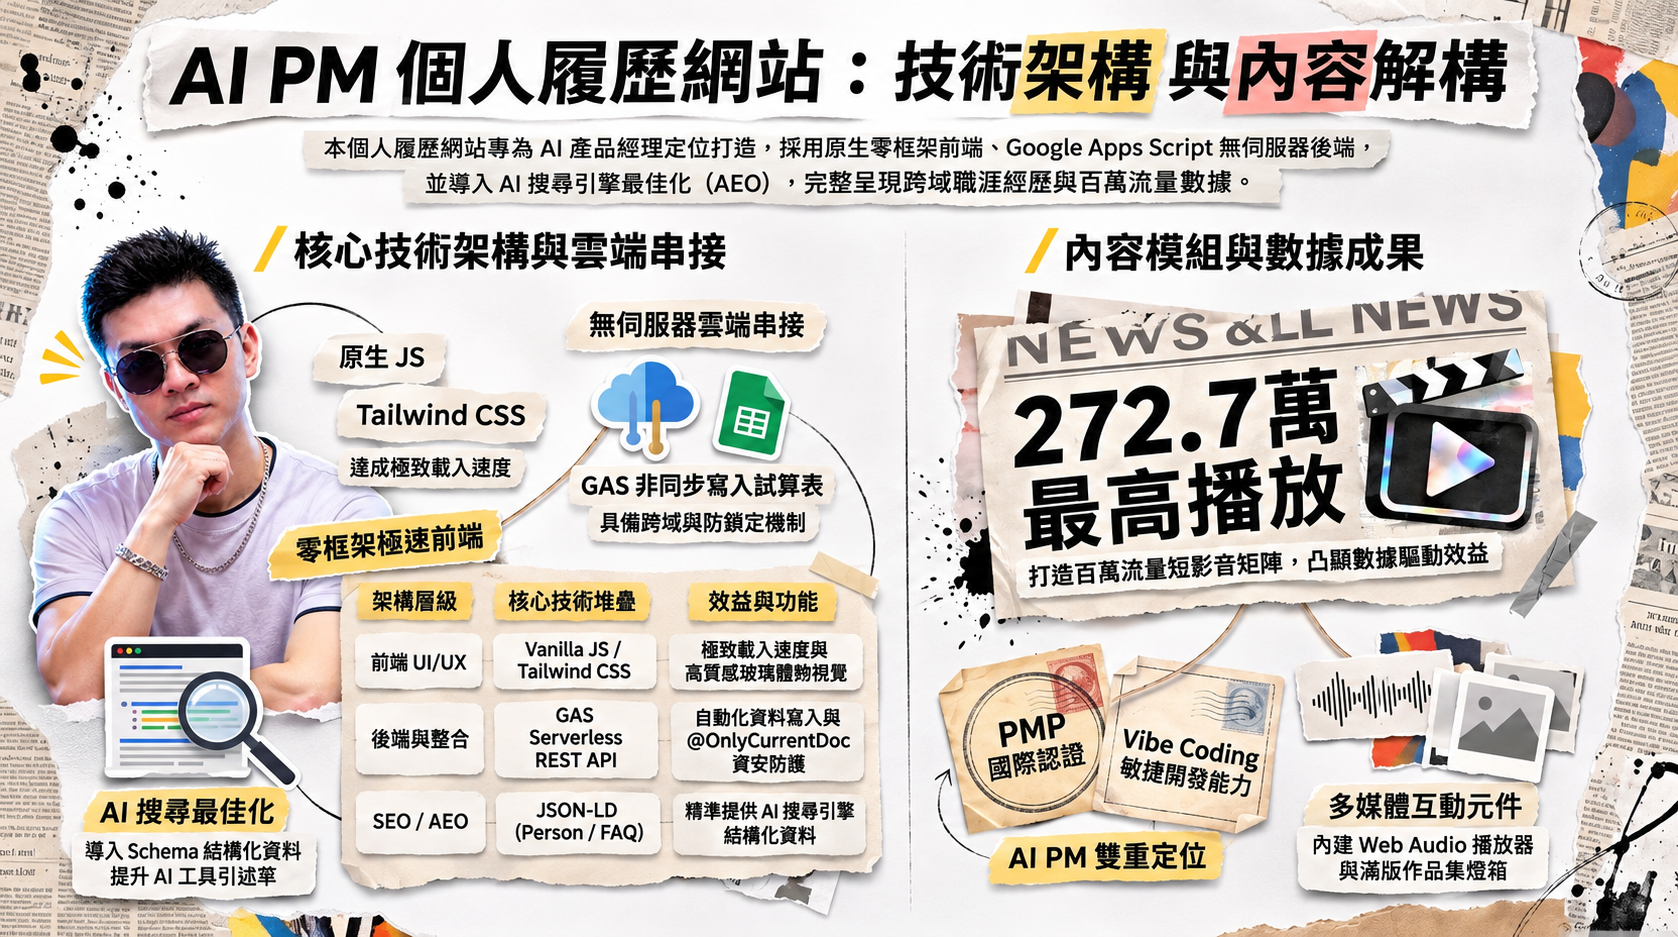 AI PM 個人履歷網站：技術架構 與內容解構
本個人履歷網站專為 AI 產品經理定位打造，採用原生零框架前端、Google Apps Script 無伺服器後端，
並導入 AI 搜尋引擎最佳化（AEO），完整呈現跨域職涯經歷與百萬流量數據。
核心技術架構與雲端串接
原生 JS
Tailwind CSS
達成極致載入速度
零框架極速前端
無伺服器雲端串接
GAS 非同步寫入試算表
具備跨域與防鎖定機制
架構層級
核心技術堆疊
效益與功能
前端 UI/UX
Vanilla JS /
Tailwind CSS
極致載入速度與
高質感玻璃體物視覺
後端與整合
GAS
Serverless
REST API
自動化資料寫入與
@OnlyCurrentDoc
資安防護
SEO / AEO
JSON-LD
(Person / FAQ)
精準提供 AI 搜尋引擎
結構化資料
AI 搜尋最佳化
導入 Schema 結構化資料
提升 AI 工具引述
內容模組與數據成果
NEWS &LL NEWS
272.7萬
最高播放
打造百萬流量短影音矩陣，凸顯數據驅動效益
PMP
國際認證
Vibe Coding
敏捷開發能力
AI PM 雙重定位
多媒體互動元件
內建 Web Audio 播放器
與滿版作品集燈箱